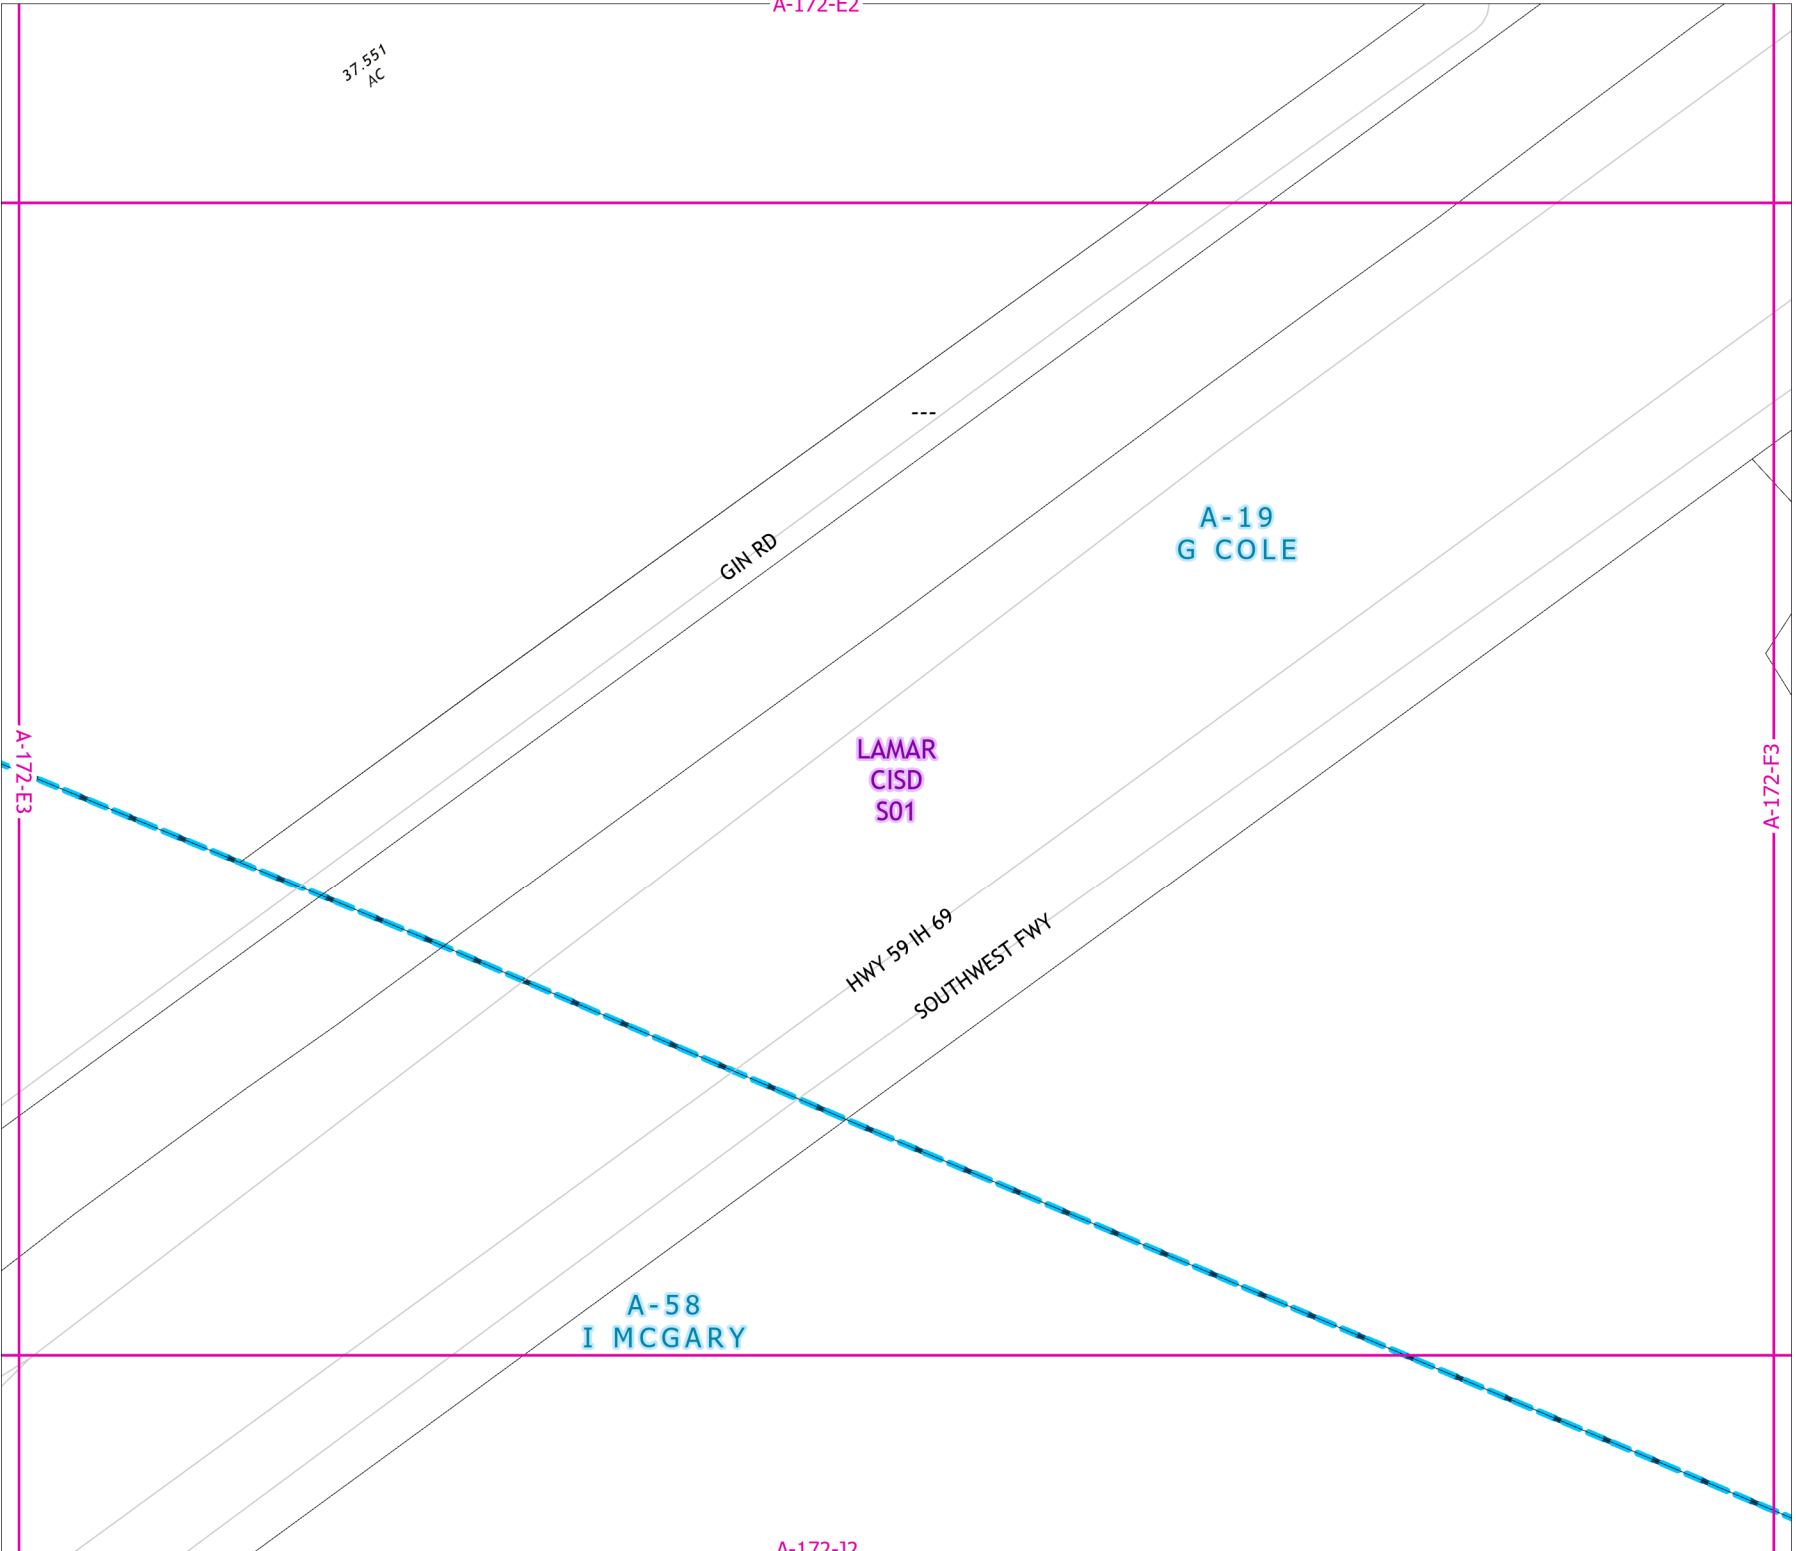 A-172-E2
37.551
AC
---
GIN RD
A-19
G COLE
LAMAR
CISD
S01
A-172-E3
A-172-F3
HWY 59 IH 69
SOUTHWEST FWY
A-58
I MCGARY
A-172-J2